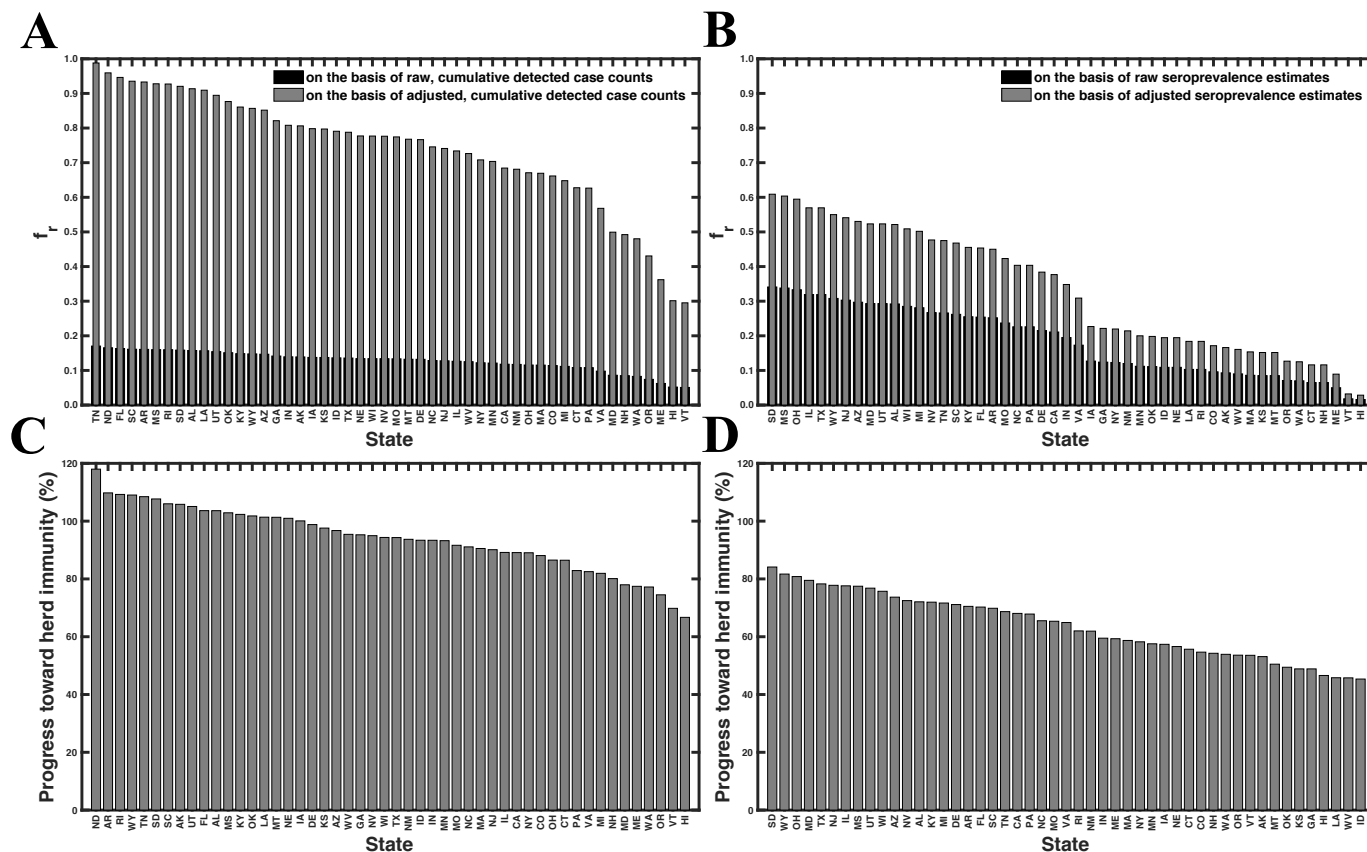 A
1.0
0.9
0.8
0.7
0.6
0.5
0.4
0.3
0.2
0.1
0.0
f_r
on the basis of raw, cumulative detected case counts
on the basis of adjusted, cumulative detected case counts
TN ND FL SC AR MS RI SD AL LA UT OK KY WY AZ GA IN AK IA KS ID TX NE WI NV MO MT DE NC NJ IL WV NY MN CA NM OH MA CO MI CT PA VA MD NH WA OR ME HI VT
State
B
1.0
0.9
0.8
0.7
0.6
0.5
0.4
0.3
0.2
0.1
0.0
f_r
on the basis of raw seroprevalence estimates
on the basis of adjusted seroprevalence estimates
SD MS OH IL TX WY NJ AZ MD UT AL WI MI NV TN SC KY FL AR MO NC PA DE CA IN VA IA GA NY NM MN OK ID NE LA RI CO AK WV MA KS MT OR WA CT NH ME VT HI
State
C
120
100
80
60
40
20
0
Progress toward herd immunity (%)
ND AR RI WY TN SD SC AK UT FL AL MS KY OK LA MT NE IA DE KS AZ WV GA NV WI TX NM ID IN MN MO NC MA NJ IL CA NY CO OH CT PA VA MI NH MD ME WA OR VT HI
State
D
120
100
80
60
40
20
0
Progress toward herd immunity (%)
SD WY OH MD TX NJ IL MS UT WI AZ NV AL KY MI DE AR FL SC TN CA PA NC MO VA RI NM IN ME MA NY MN IA NE CT CO NH WA OR VT AK MT OK KS GA HI LA WV ID
State